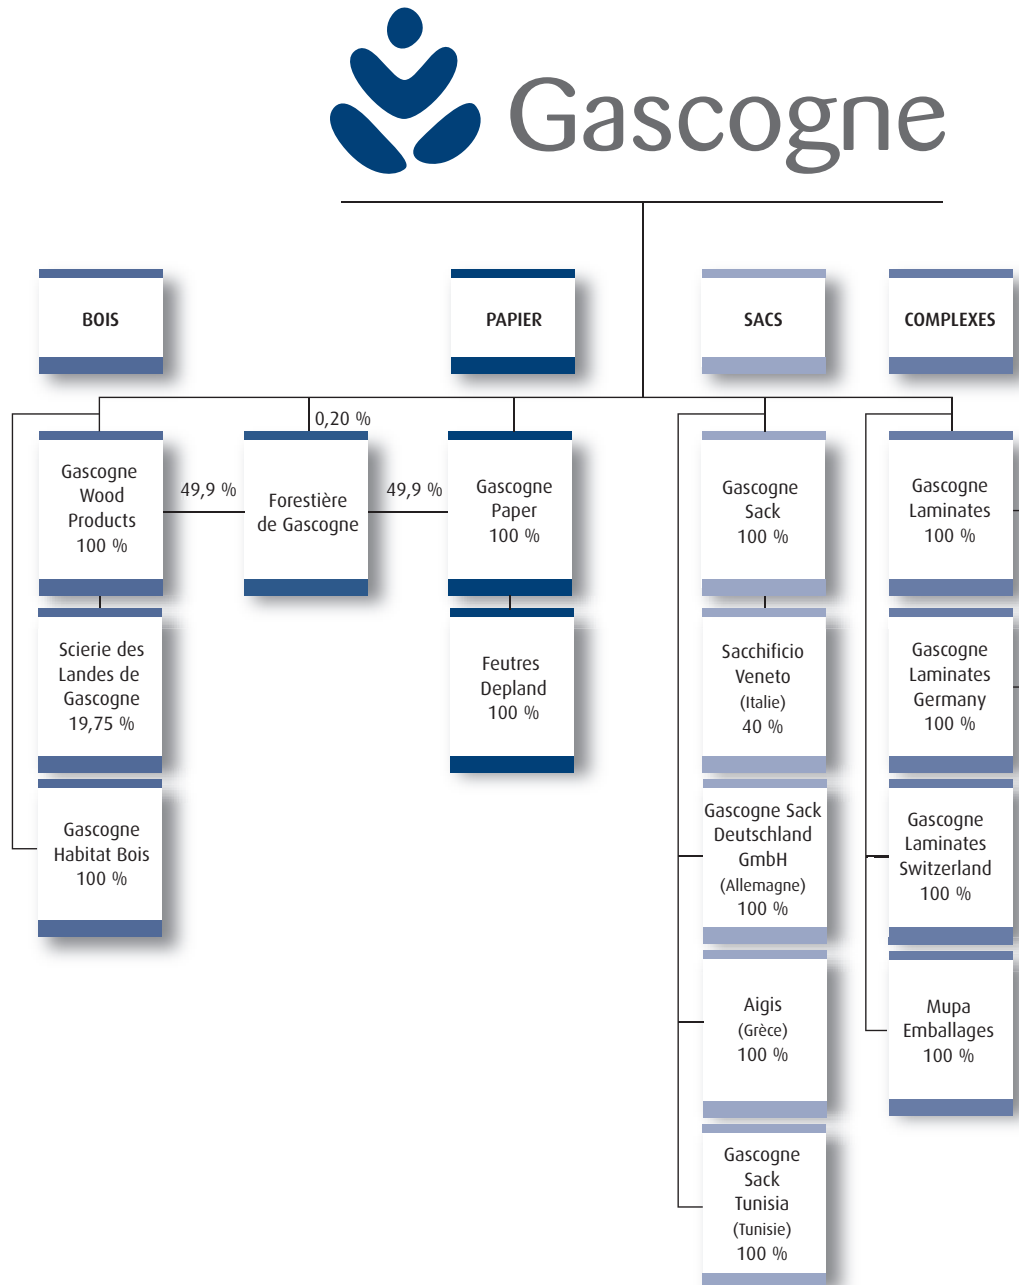 Gascogne
BOIS
PAPIER
SACS
COMPLEXES
0,20 %
Gascogne
Wood
Products
100 %
49,9 %
Forestière
de Gascogne
49,9 %
Gascogne
Paper
100 %
Gascogne
Sack
100 %
Gascogne
Laminates
100 %
Scierie des
Landes de
Gascogne
19,75 %
Feutres
Depland
100 %
Sacchificio
Veneto
(Italie)
40 %
Gascogne
Laminates
Germany
100 %
Gascogne
Habitat Bois
100 %
Gascogne Sack
Deutschland
GmbH
(Allemagne)
100 %
Gascogne
Laminates
Switzerland
100 %
Aigis
(Grèce)
100 %
Mupa
Emballages
100 %
Gascogne
Sack
Tunisia
(Tunisie)
100 %